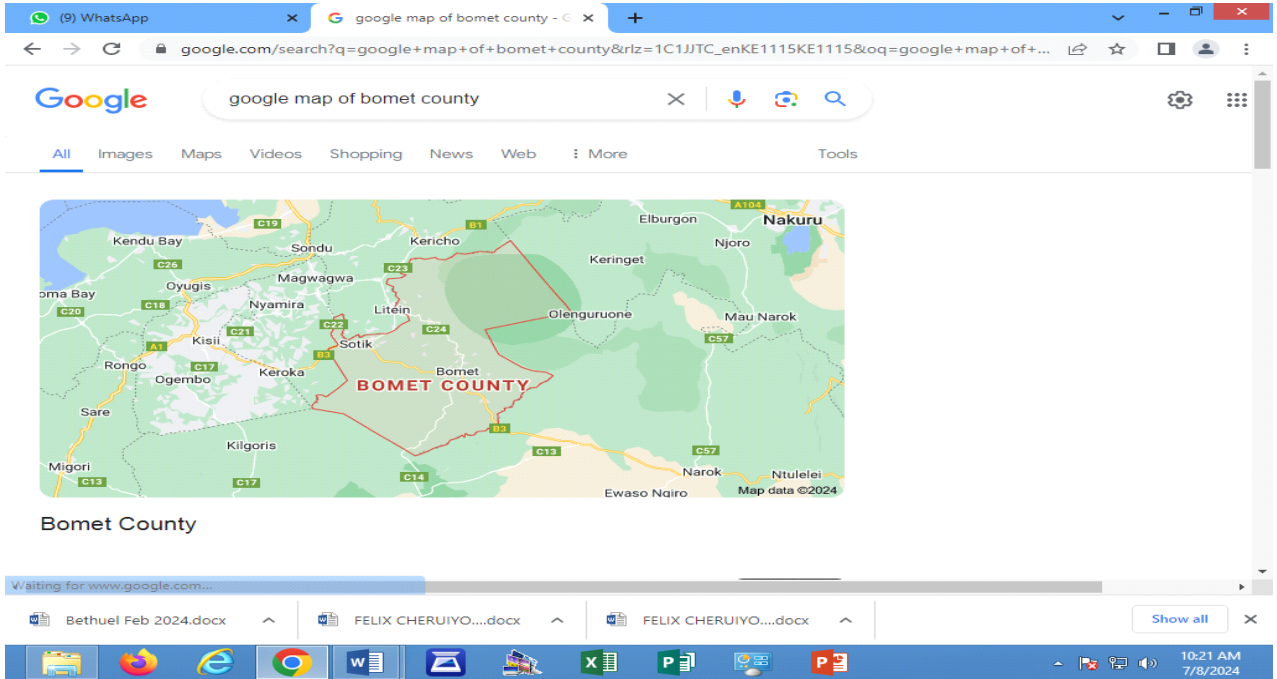 (9) WhatsApp
google map of bomet county - G
google.com/search?q=google+map+of+bomet+county&rlz=1C1JJTC_enKE1115KE1115&oq=google+map+of+...
Google
google map of bomet county
All Images Maps Videos Shopping News Web More Tools
A104
C19
B1
Elburgon
Nakuru
Kendu Bay
Sondu
Kericho
Njoro
C26
C23
Keringet
oma Bay
Oyugis
Magwagwa
C20
C18
Nyamira
Litein
Olenguruone
Mau Narok
C22
C24
C21
A1
Kisii
Sotik
C57
B3
Rongo
C17
Ogembo
Keroka
Bomet
BOMET COUNTY
Sare
B3
Kilgoris
C13
C57
Migori
C13
C17
C14
Narok
Ntulelei
Ewaso Ngiro
Map data ©2024
Bomet County
Waiting for www.google.com...
Bethuel Feb 2024.docx
FELIX CHERUIYO....docx
FELIX CHERUIYO....docx
Show all
10:21 AM
7/8/2024